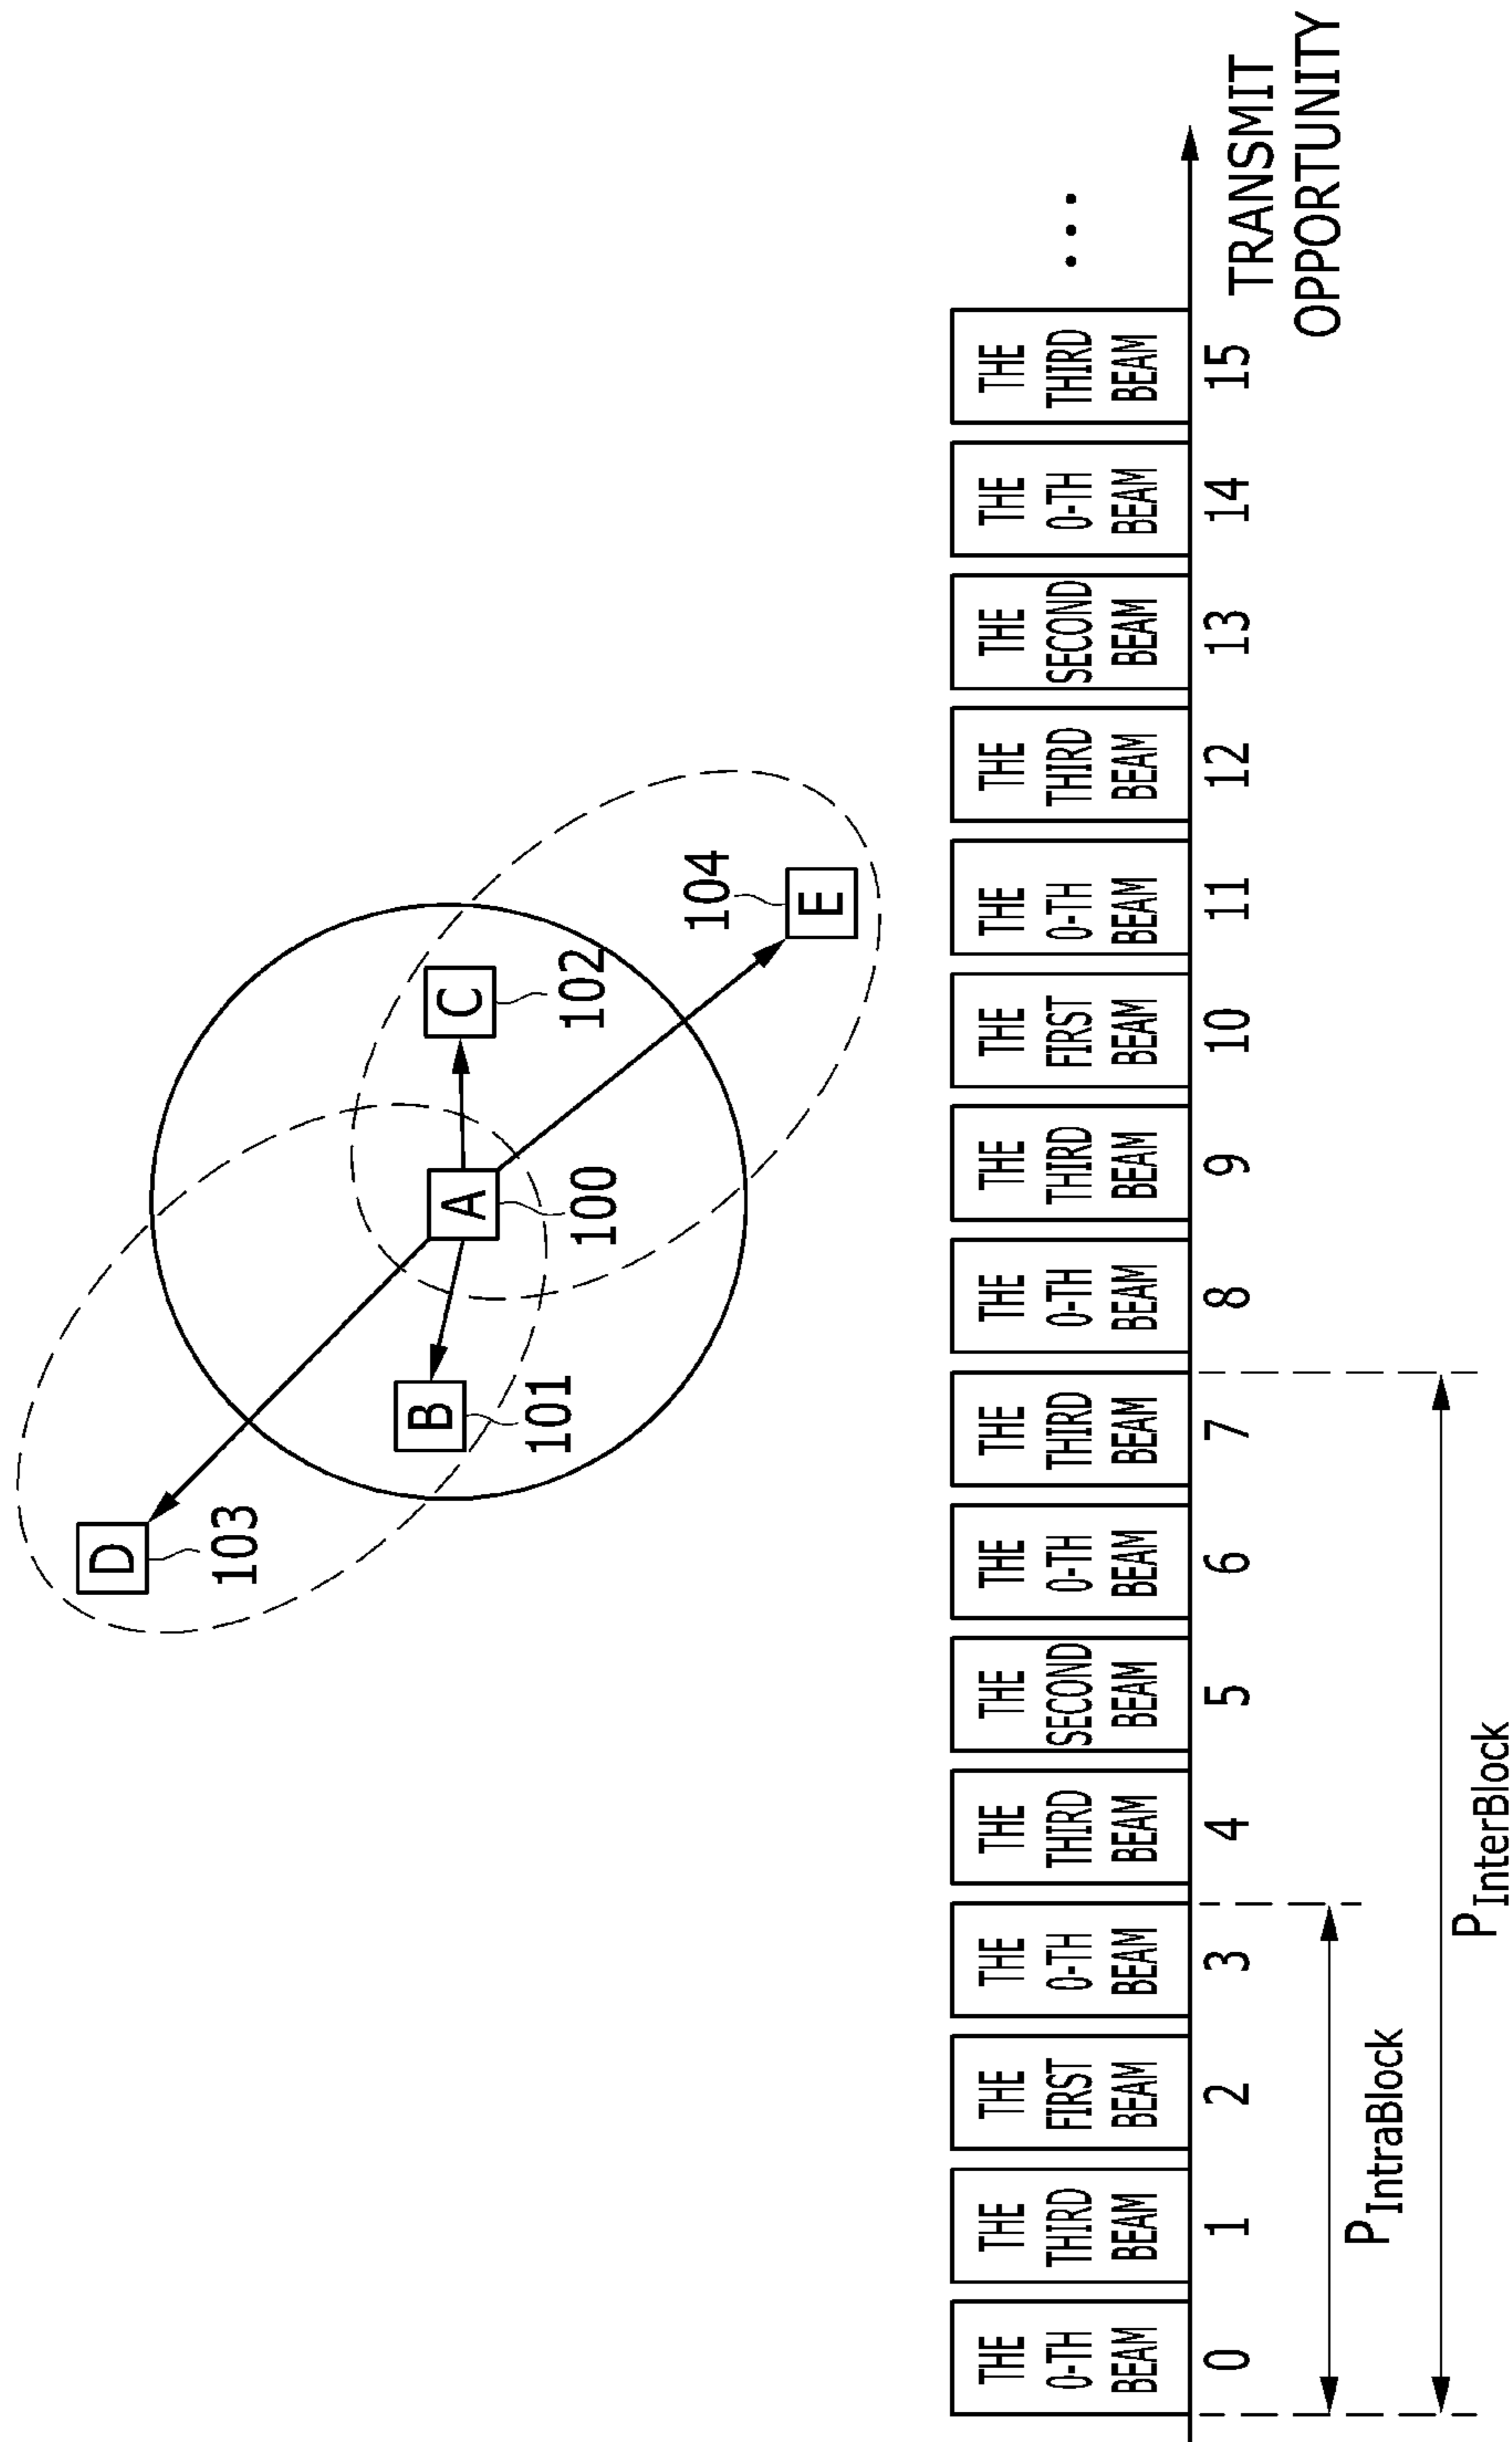 D
103
B
101
A
100
C
102
104
E
THE
0-TH
BEAM
THE
THIRD
BEAM
THE
FIRST
BEAM
THE
0-TH
BEAM
THE
THIRD
BEAM
THE
SECOND
BEAM
THE
0-TH
BEAM
THE
THIRD
BEAM
THE
0-TH
BEAM
THE
THIRD
BEAM
THE
FIRST
BEAM
THE
0-TH
BEAM
THE
THIRD
BEAM
THE
SECOND
BEAM
THE
0-TH
BEAM
THE
THIRD
BEAM
...
0 1 2 3 4 5 6 7 8 9 10 11 12 13 14 15
TRANSMIT
OPPORTUNITY
PIntraBlock
PInterBlock